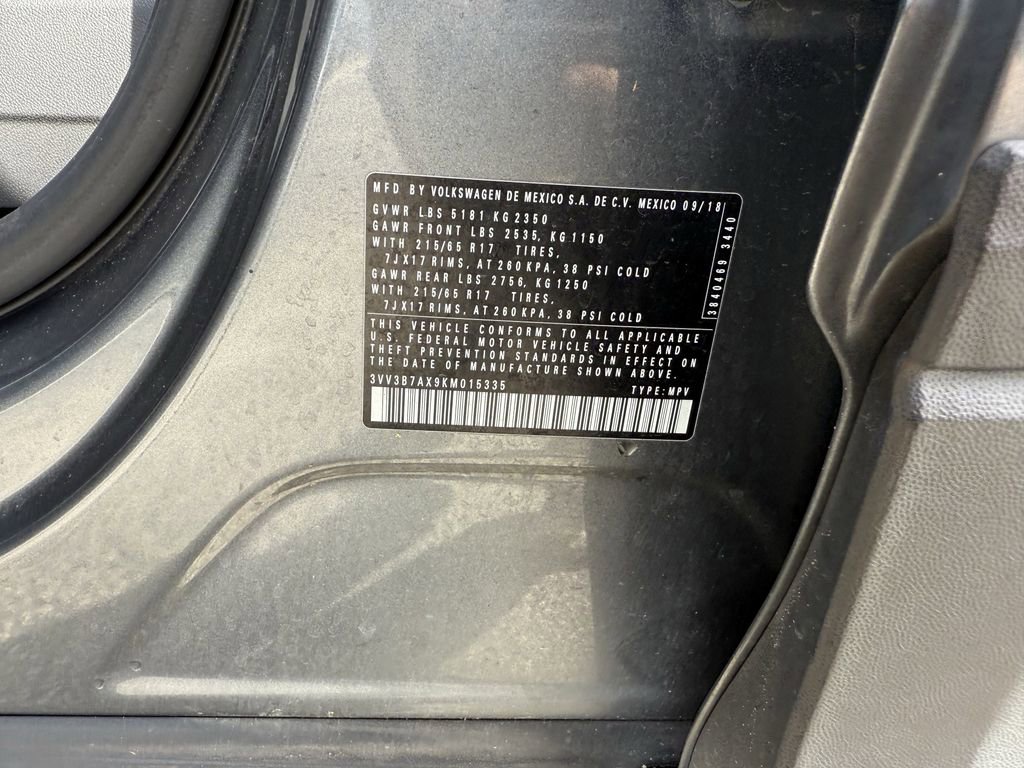 MFD BY VOLKSWAGEN DE MEXICO S.A. DE C.V. MEXICO 09/18
GVWR LBS 5181 KG 2350
GAWR FRONT LBS 2535, KG 1150
WITH 215/65 R17 TIRES,
7JX17 RIMS, AT 260 KPA, 38 PSI COLD
GAWR REAR LBS 2756, KG 1250
WITH 215/65 R17 TIRES,
7JX17 RIMS, AT 260 KPA, 38 PSI COLD
3840469 3440
THIS VEHICLE CONFORMS TO ALL APPLICABLE
U.S. FEDERAL MOTOR VEHICLE SAFETY AND
THEFT PREVENTION STANDARDS IN EFFECT ON
THE DATE OF MANUFACTURE SHOWN ABOVE.
3VV3B7AX9KM015335 TYPE: MPV